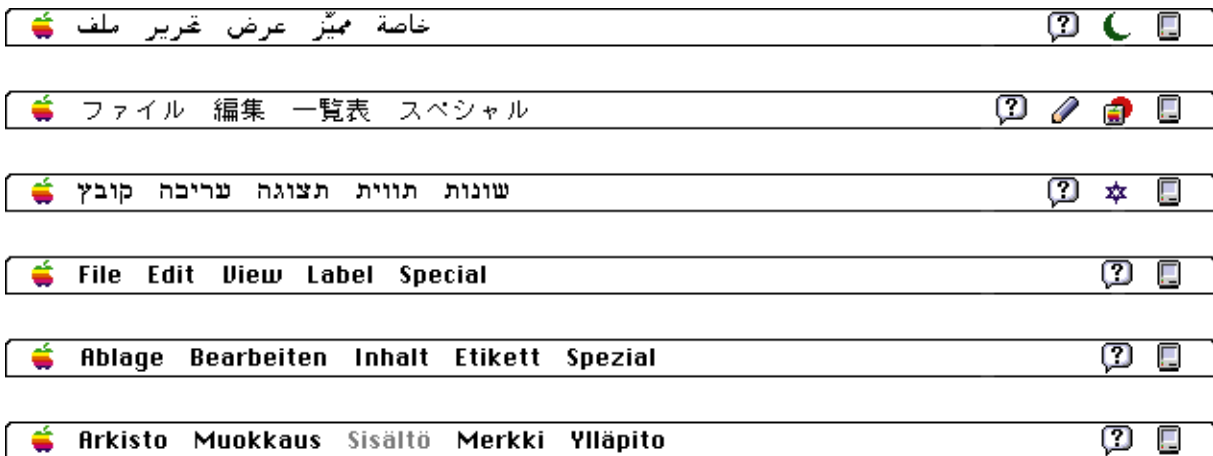 ملف تحرير عرض مميّز خاصة
ファイル 編集 一覧表 スペシャル
קובץ עריכה תצוגה תווית שונות
File Edit View Label Special
Ablage Bearbeiten Inhalt Etikett Spezial
Arkisto Muokkaus Sisältö Merkki Ylläpito